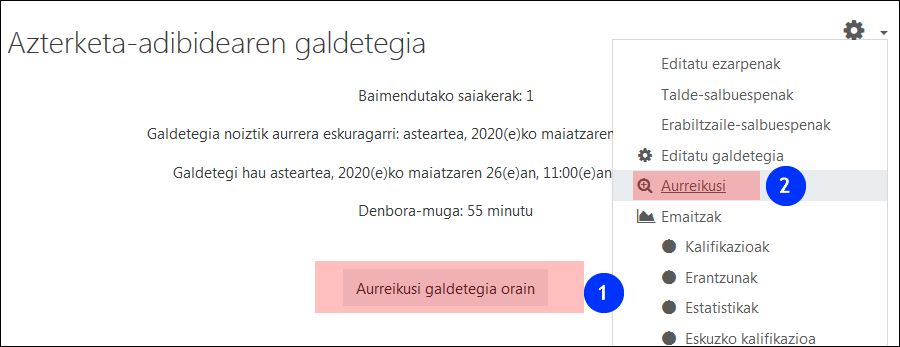 Azterketa-adibidearen galdetegia
Baimendutako saiakerak: 1
Galdetegia noiztik aurrera eskuragarri: asteartea, 2020(e)ko maiatzaren
Galdetegi hau asteartea, 2020(e)ko maiatzaren 26(e)an, 11:00(e)an
Denbora-muga: 55 minutu
Aurreikusi galdetegia orain
1
Editatu ezarpenak
Talde-salbuespenak
Erabiltzaile-salbuespenak
Editatu galdetegia
Aurreikusi
2
Emaitzak
Kalifikazioak
Erantzunak
Estatistikak
Eskuzko kalifikazioa